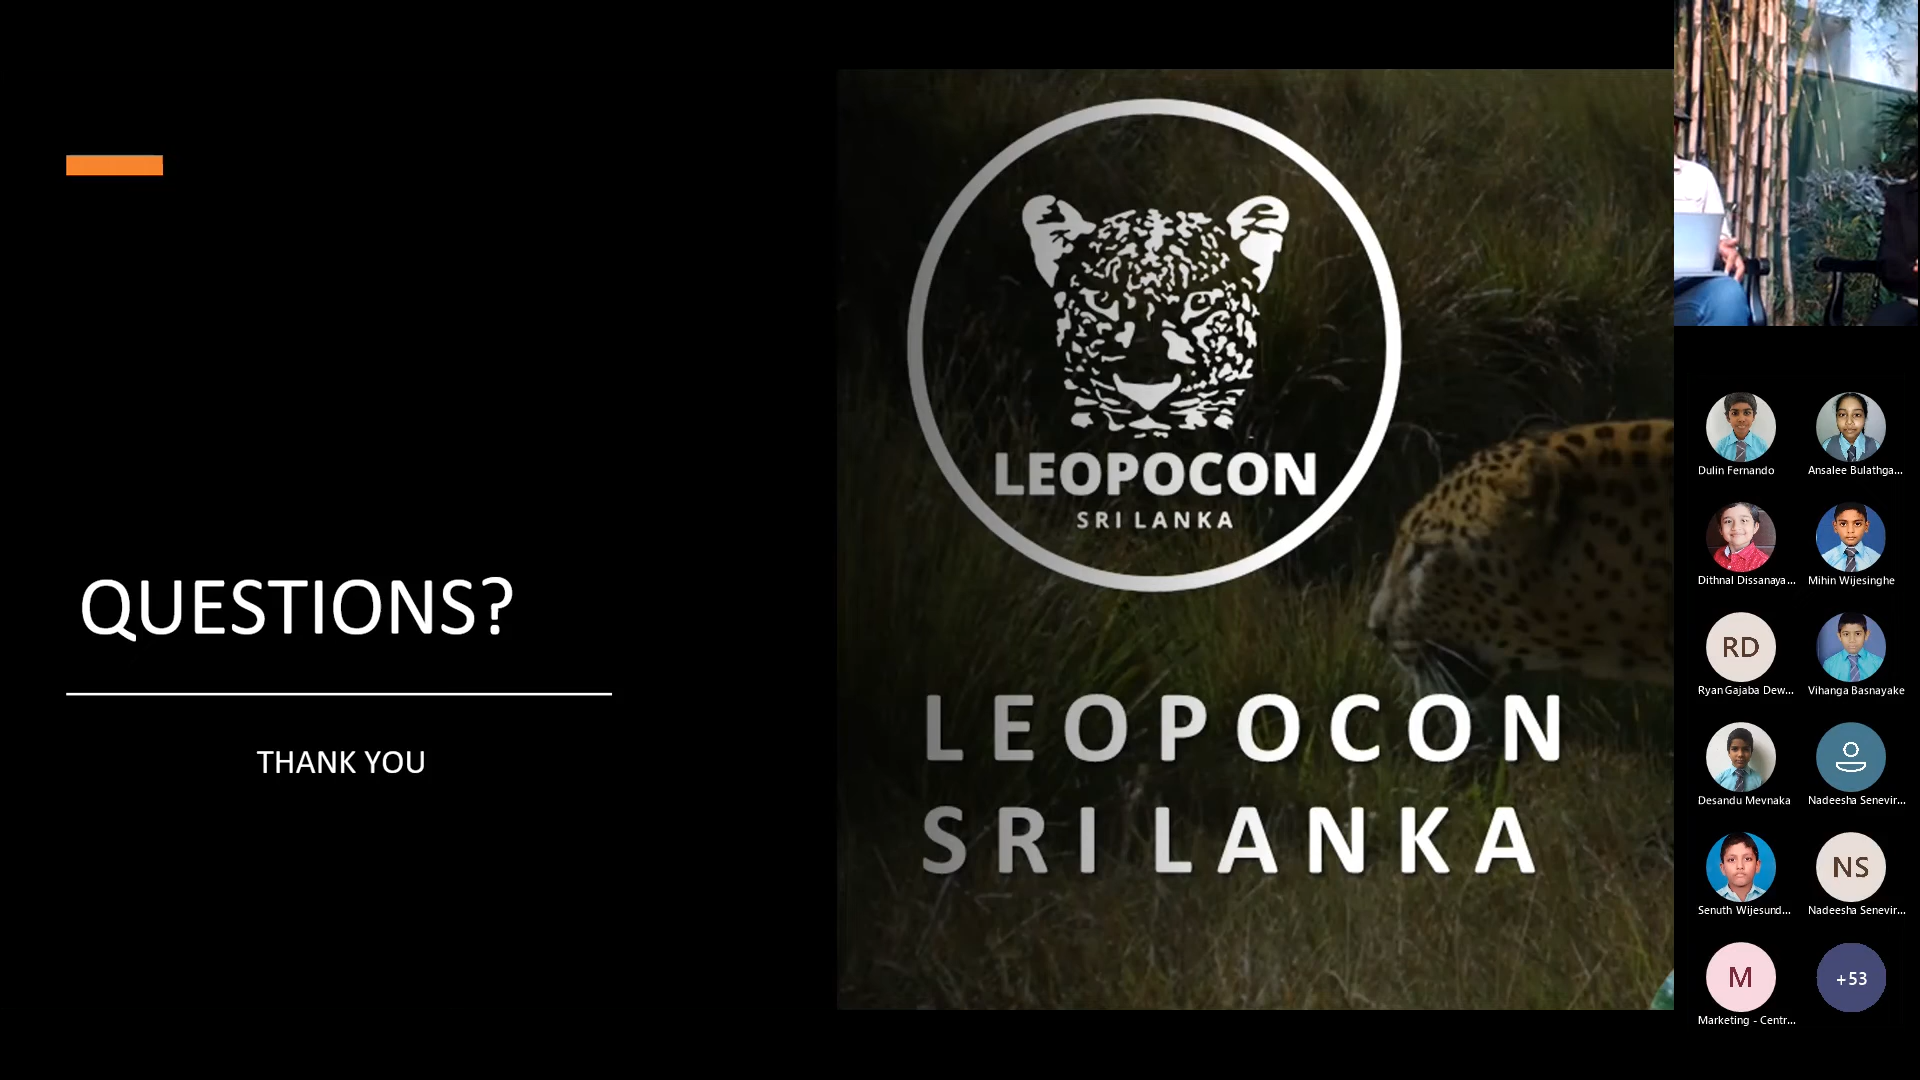 QUESTIONS?
THANK YOU
LEOPOCON
SRI LANKA
LEOPOCON
SRI LANKA
Dulin Fernando
Ansalee Bulathga...
Dithnal Dissanaya...
Mihin Wijesinghe
RD
Ryan Gajaba Dew...
Vihanga Basnayake
Desandu Mevnaka
Nadeesha Senevir...
Senuth Wijesund...
NS
Nadeesha Senevir...
M
Marketing - Centr...
+53